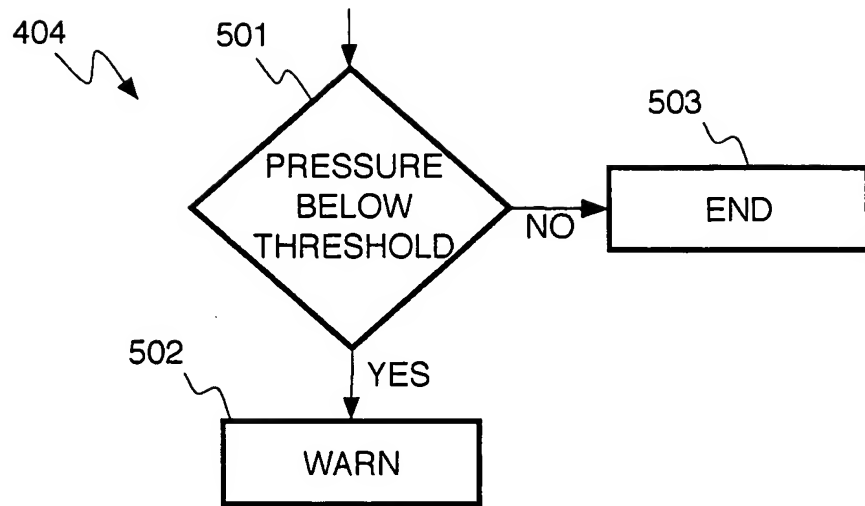 404
501
503
PRESSURE
BELOW
THRESHOLD
NO
END
502
YES
WARN